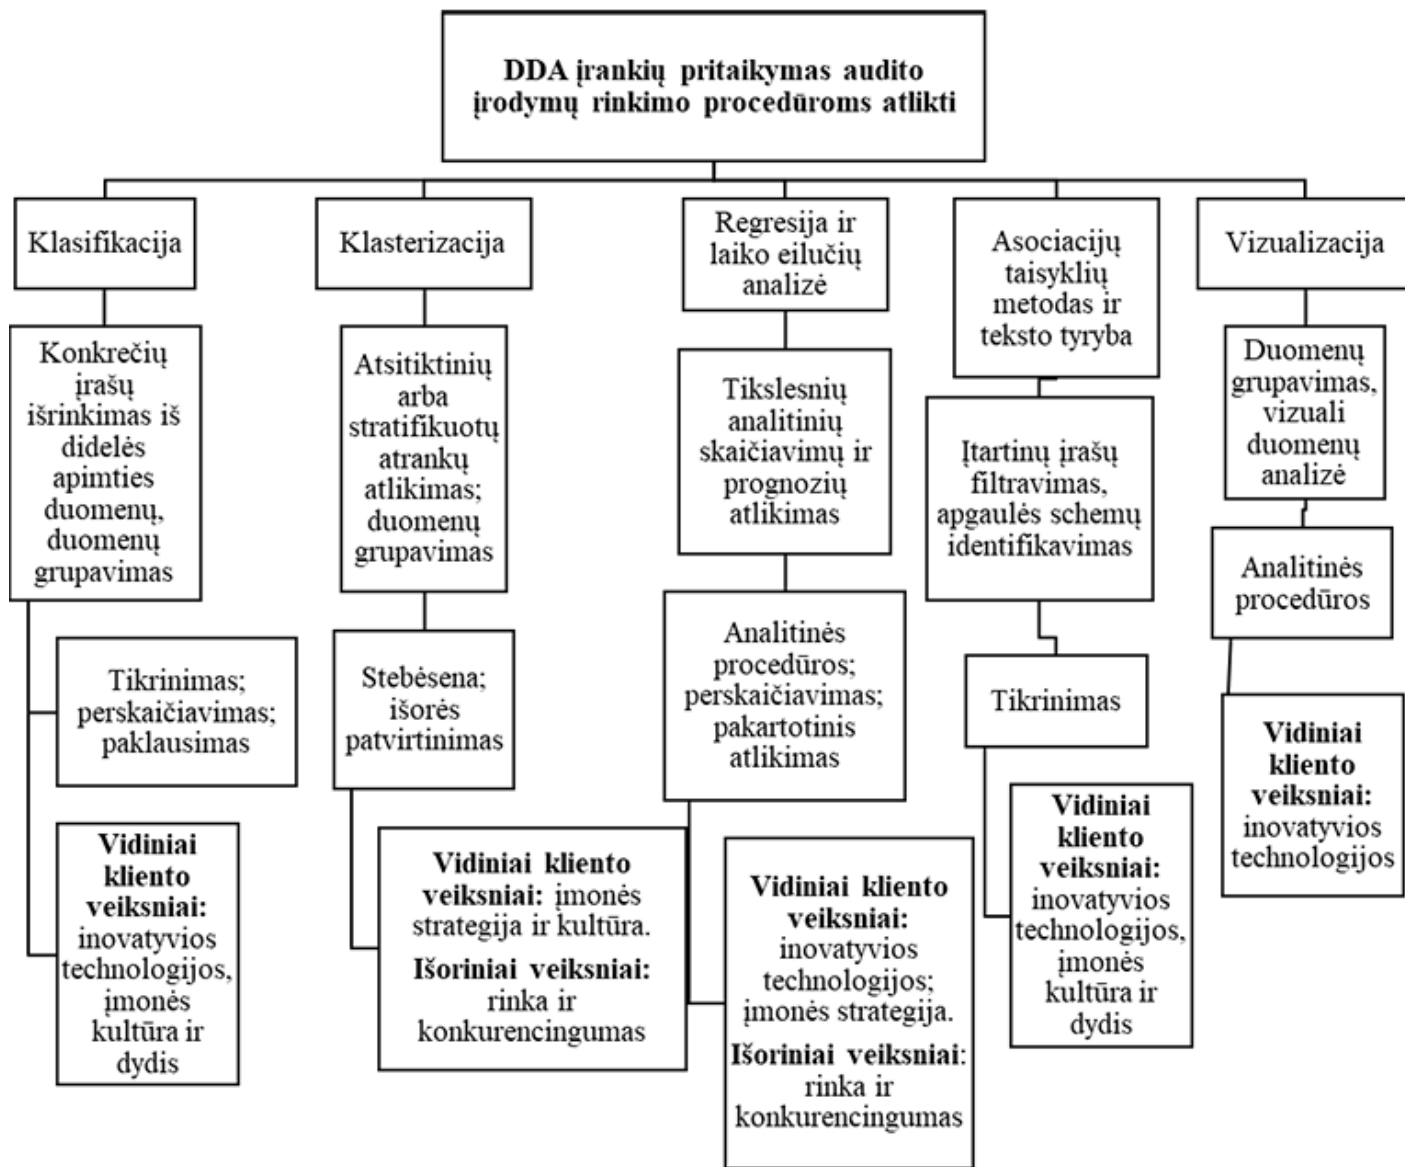 DDA įrankių pritaikymas audito
įrodymų rinkimo procedūroms atlikti
Klasifikacija
Konkrečių
įrašų
išrinkimas iš
didelės
apimties
duomenų,
duomenų
grupavimas
Tikrinimas;
perskaičiavimas;
paklausimas
Vidiniai
kliento
veiksniai:
inovatyvios
technologijos,
įmonės
kultūra ir
dydis
Klasterizacija
Atsitiktinių
arba
stratifikuotų
atrankų
atlikimas;
duomenų
grupavimas
Stebėsena;
išorės
patvirtinimas
Vidiniai kliento
veiksniai: įmonės
strategija ir kultūra.
Išoriniai veiksniai:
rinka ir
konkurencingumas
Regresija ir
laiko eilučių
analizė
Tikslesnių
analitinių
skaičiavimų ir
prognozių
atlikimas
Analitinės
procedūros;
perskaičiavimas;
pakartotinis
atlikimas
Vidiniai kliento
veiksniai:
inovatyvios
technologijos;
įmonės strategija.
Išoriniai veiksniai:
rinka ir
konkurencingumas
Asociacijų
taisyklių
metodas ir
teksto tyryba
Įtartinų įrašų
filtravimas,
apgaulės schemų
identifikavimas
Tikrinimas
Vidiniai
kliento
veiksniai:
inovatyvios
technologijos,
įmonės
kultūra ir
dydis
Vizualizacija
Duomenų
grupavimas,
vizuali
duomenų
analizė
Analitinės
procedūros
Vidiniai
kliento
veiksniai:
inovatyvios
technologijos